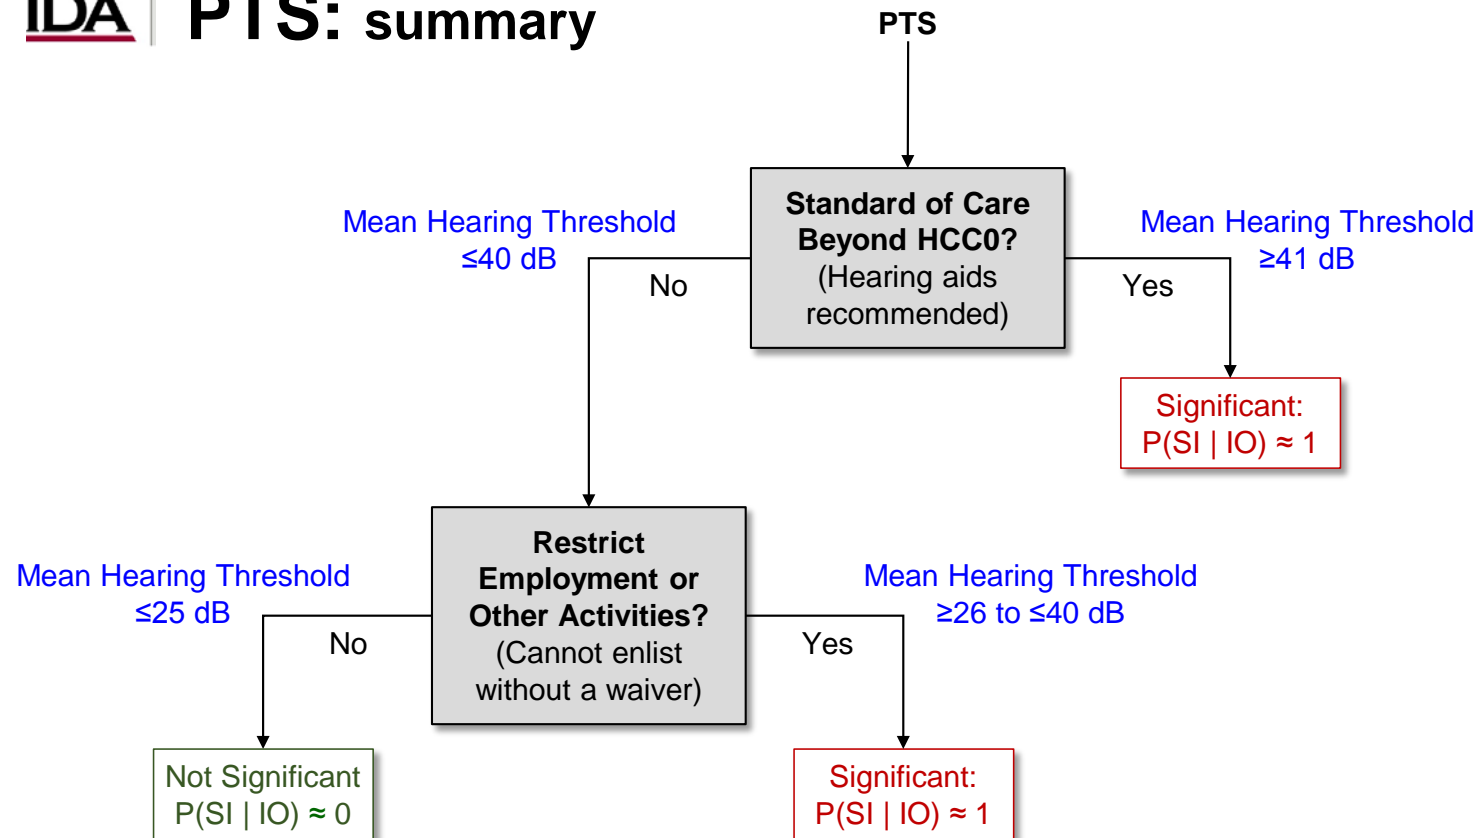 IDA
PTS: summary
PTS
Standard of Care
Beyond HCC0?
(Hearing aids
recommended)
Mean Hearing Threshold
≤40 dB
No
Mean Hearing Threshold
≥41 dB
Yes
Significant:
P(SI | IO) ≈ 1
Restrict
Employment or
Other Activities?
(Cannot enlist
without a waiver)
Mean Hearing Threshold
≤25 dB
No
Mean Hearing Threshold
≥26 to ≤40 dB
Yes
Not Significant
P(SI | IO) ≈ 0
Significant:
P(SI | IO) ≈ 1